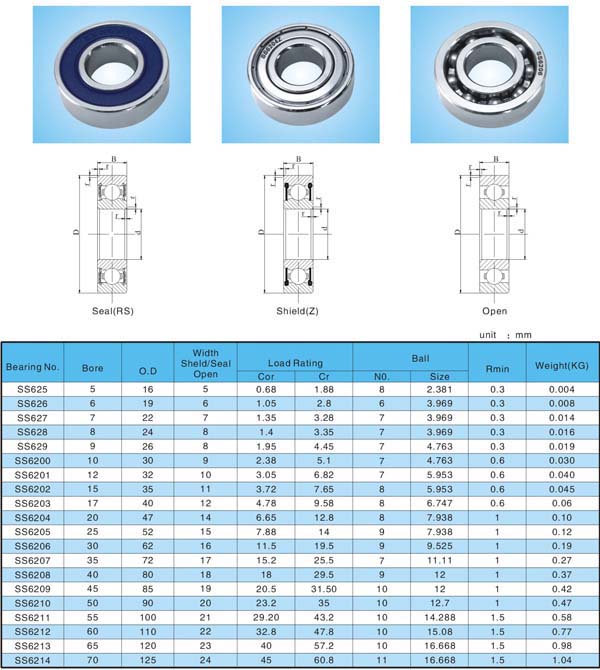 SS6204Z
SS6206
B
r
r
r
r
D
d
B
r
r
r
r
D
d
B
r
r
r
r
D
d
Seal(RS) Shield(Z) Open
unit : mm
Bearing No. Bore O.D Width Sheld/Seal Open Load Rating Ball Rmin Weight(KG)
Cor Cr N0. Size
SS625 5 16 5 0.68 1.88 8 2.381 0.3 0.004
SS626 6 19 6 1.05 2.8 6 3.969 0.3 0.008
SS627 7 22 7 1.35 3.28 7 3.969 0.3 0.014
SS628 8 24 8 1.4 3.35 7 3.969 0.3 0.016
SS629 9 26 8 1.95 4.45 7 4.763 0.3 0.019
SS6200 10 30 9 2.38 5.1 7 4.763 0.6 0.030
SS6201 12 32 10 3.05 6.82 7 5.953 0.6 0.040
SS6202 15 35 11 3.72 7.65 8 5.953 0.6 0.045
SS6203 17 40 12 4.78 9.58 8 6.747 0.6 0.06
SS6204 20 47 14 6.65 12.8 8 7.938 1 0.10
SS6205 25 52 15 7.88 14 9 7.938 1 0.12
SS6206 30 62 16 11.5 19.5 9 9.525 1 0.19
SS6207 35 72 17 15.2 25.5 7 11.11 1 0.27
SS6208 40 80 18 18 29.5 9 12 1 0.37
SS6209 45 85 19 20.5 31.50 10 12 1 0.42
SS6210 50 90 20 23.2 35 10 12.7 1 0.47
SS6211 55 100 21 29.20 43.2 10 14.288 1.5 0.58
SS6212 60 110 22 32.8 47.8 10 15.08 1.5 0.77
SS6213 65 120 23 40 57.2 10 16.668 1.5 0.98
SS6214 70 125 24 45 60.8 11 16.668 1.5 1.04